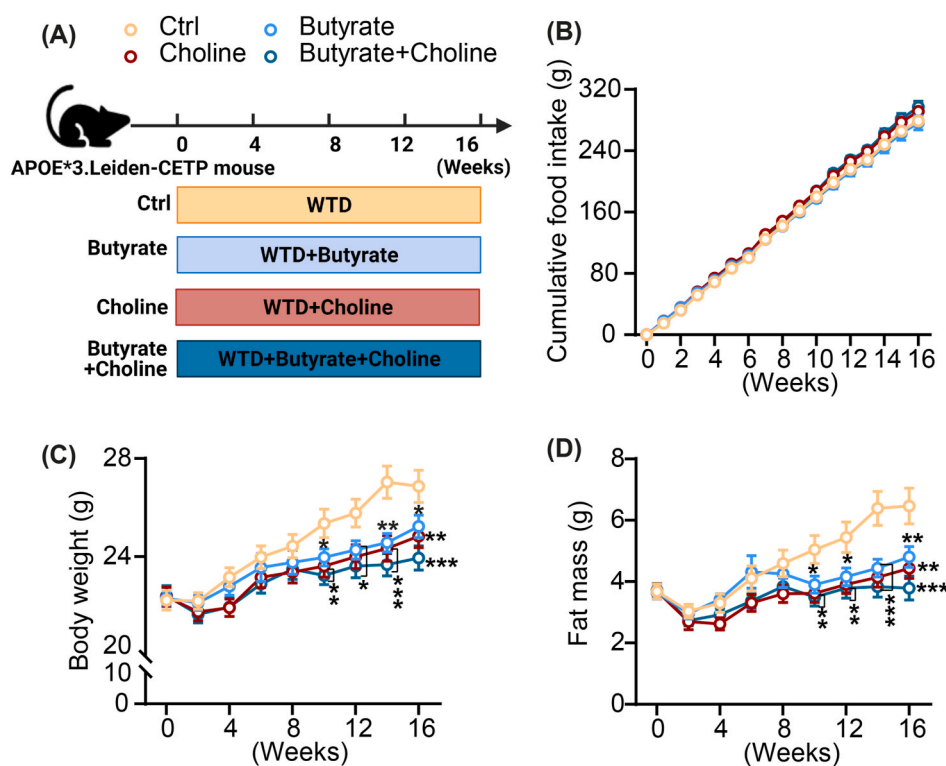 (A)
Ctrl Butyrate
Choline Butyrate+Choline
0 4 8 12 16
APOE*3.Leiden-CETP mouse (Weeks)
Ctrl WTD
Butyrate WTD+Butyrate
Choline WTD+Choline
Butyrate
+Choline WTD+Butyrate+Choline
(B)
Cumulative food intake (g)
320
240
160
80
0
0 2 4 6 8 10 12 14 16
(Weeks)
(C)
Body weight (g)
28
24
20
10
0
* ** *
**
***
** * ***
0 4 8 12 16
(Weeks)
(D)
Fat mass (g)
8
6
4
2
0
* * **
**
***
** * ***
0 4 8 12 16
(Weeks)